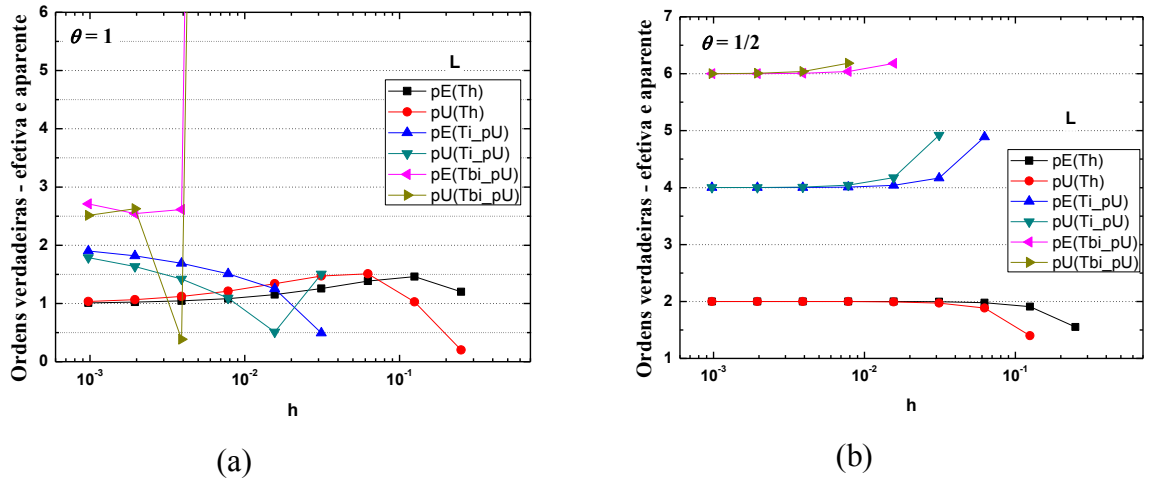 Ordens verdadeiras - efetiva e aparente
6
5
4
3
2
1
0
θ = 1
L
pE(Th)
pU(Th)
pE(Ti_pU)
pU(Ti_pU)
pE(Tbi_pU)
pU(Tbi_pU)
10⁻³
10⁻²
10⁻¹
h
(a)
Ordens verdadeiras - efetiva e aparente
7
6
5
4
3
2
1
θ = 1/2
L
pE(Th)
pU(Th)
pE(Ti_pU)
pU(Ti_pU)
pE(Tbi_pU)
pU(Tbi_pU)
10⁻³
10⁻²
10⁻¹
h
(b)